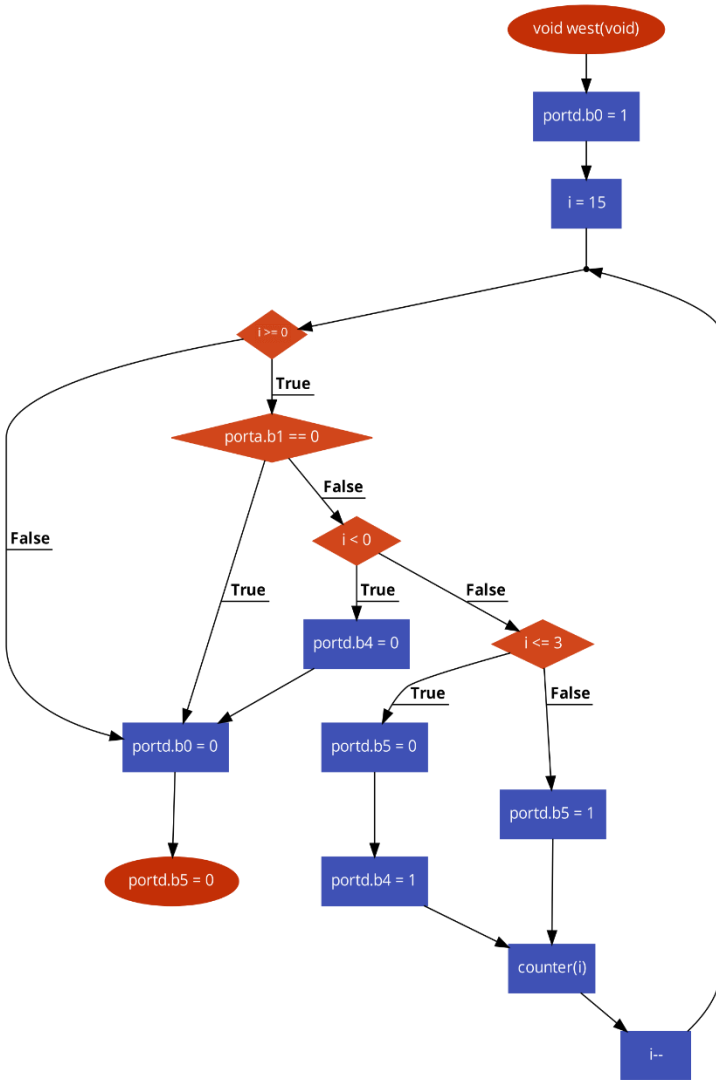 void west(void)
portd.b0 = 1
i = 15
i >= 0
True
porta.b1 == 0
False
i < 0
False
True
True
False
portd.b4 = 0
i <= 3
True
False
portd.b0 = 0
portd.b5 = 0
portd.b5 = 1
portd.b5 = 0
portd.b4 = 1
counter(i)
i--